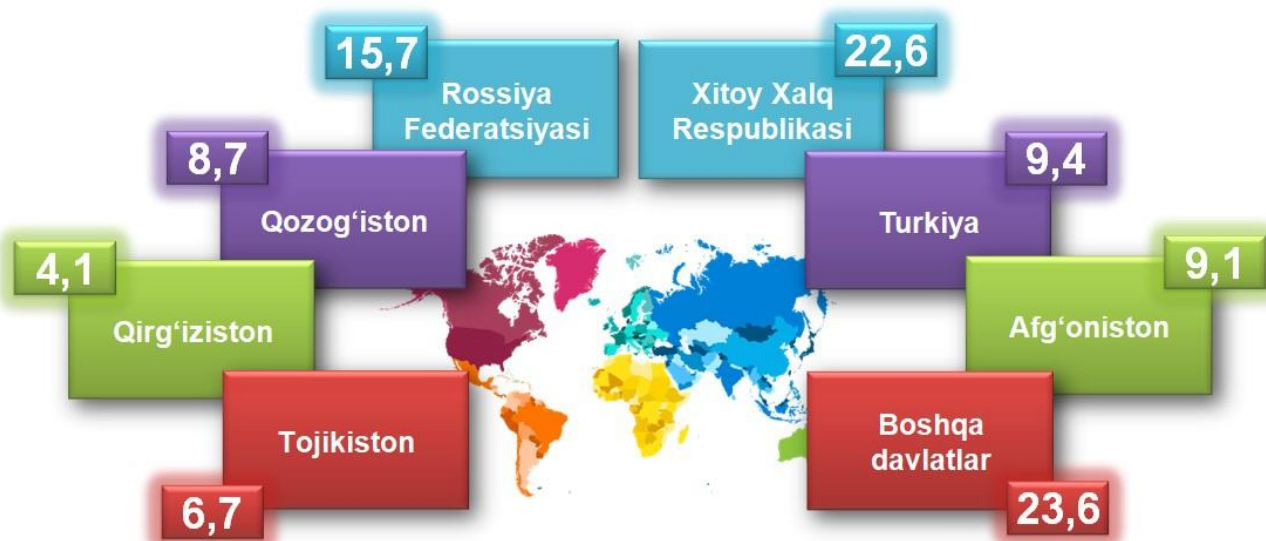 15,7
Rossiya
Federatsiyasi
22,6
Xitoy Xalq
Respublikasi
8,7
Qozog‘iston
9,4
Turkiya
4,1
Qirg‘iziston
9,1
Afg‘oniston
Tojikiston
6,7
Boshqa
davlatlar
23,6